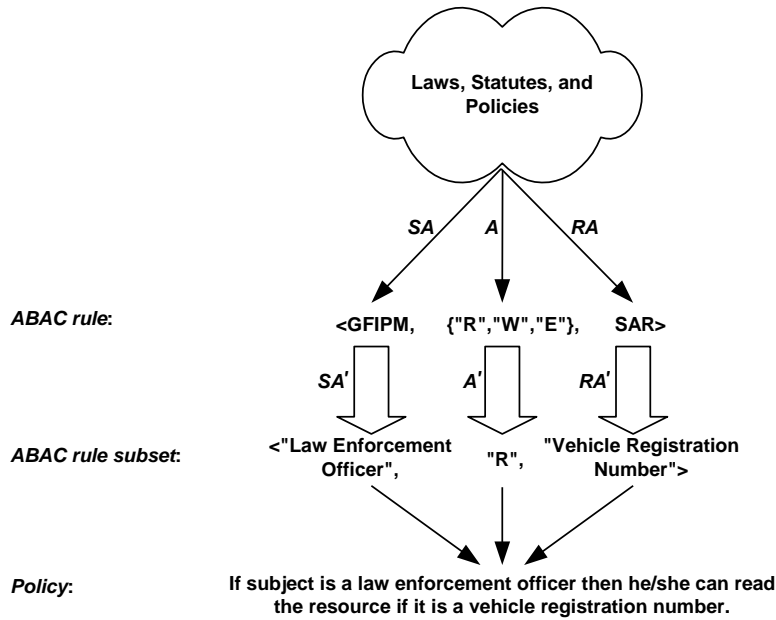 Laws, Statutes, and
Policies
SA A RA
ABAC rule: <GFIPM, {"R","W","E"}, SAR>
SA' A' RA'
ABAC rule subset: <"Law Enforcement
Officer", "R", "Vehicle Registration
Number">
Policy: If subject is a law enforcement officer then he/she can read
the resource if it is a vehicle registration number.